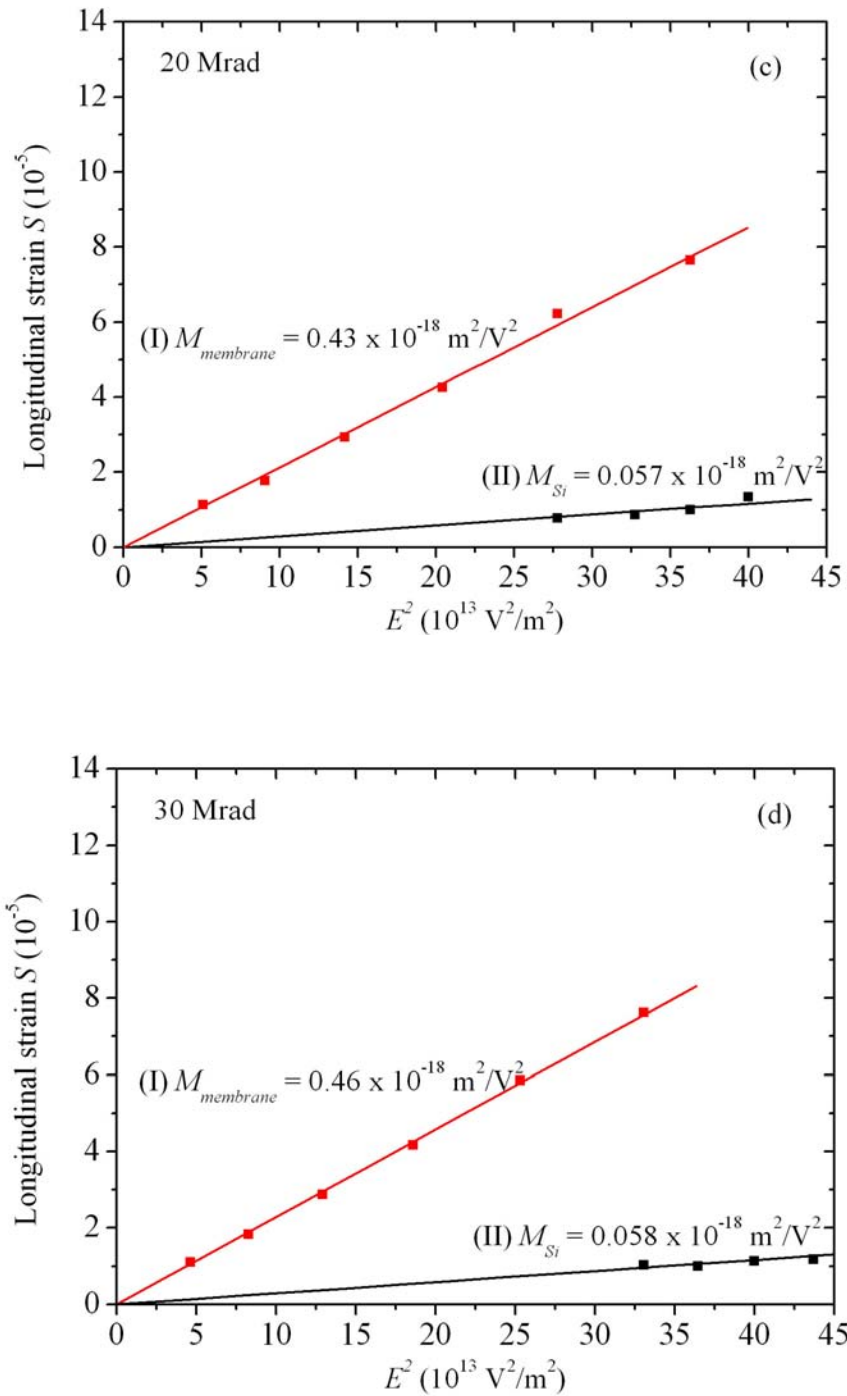 14
12
10
8
6
4
2
0
Longitudinal strain S (10⁻⁵)
20 Mrad
(c)
(I) M_membrane = 0.43 x 10⁻¹⁸ m²/V²
(II) M_Si = 0.057 x 10⁻¹⁸ m²/V²
0 5 10 15 20 25 30 35 40 45
E² (10¹³ V²/m²)
14
12
10
8
6
4
2
0
Longitudinal strain S (10⁻⁵)
30 Mrad
(d)
(I) M_membrane = 0.46 x 10⁻¹⁸ m²/V²
(II) M_Si = 0.058 x 10⁻¹⁸ m²/V²
0 5 10 15 20 25 30 35 40 45
E² (10¹³ V²/m²)